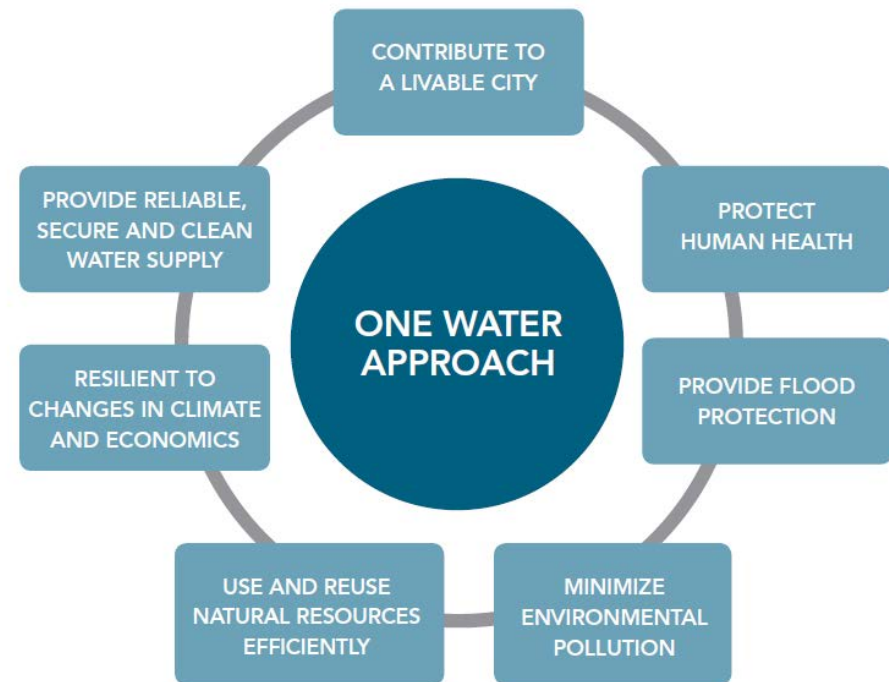 CONTRIBUTE TO
A LIVABLE CITY
PROTECT
HUMAN HEALTH
PROVIDE FLOOD
PROTECTION
MINIMIZE
ENVIRONMENTAL
POLLUTION
USE AND REUSE
NATURAL RESOURCES
EFFICIENTLY
RESILIENT TO
CHANGES IN CLIMATE
AND ECONOMICS
PROVIDE RELIABLE,
SECURE AND CLEAN
WATER SUPPLY
ONE WATER
APPROACH